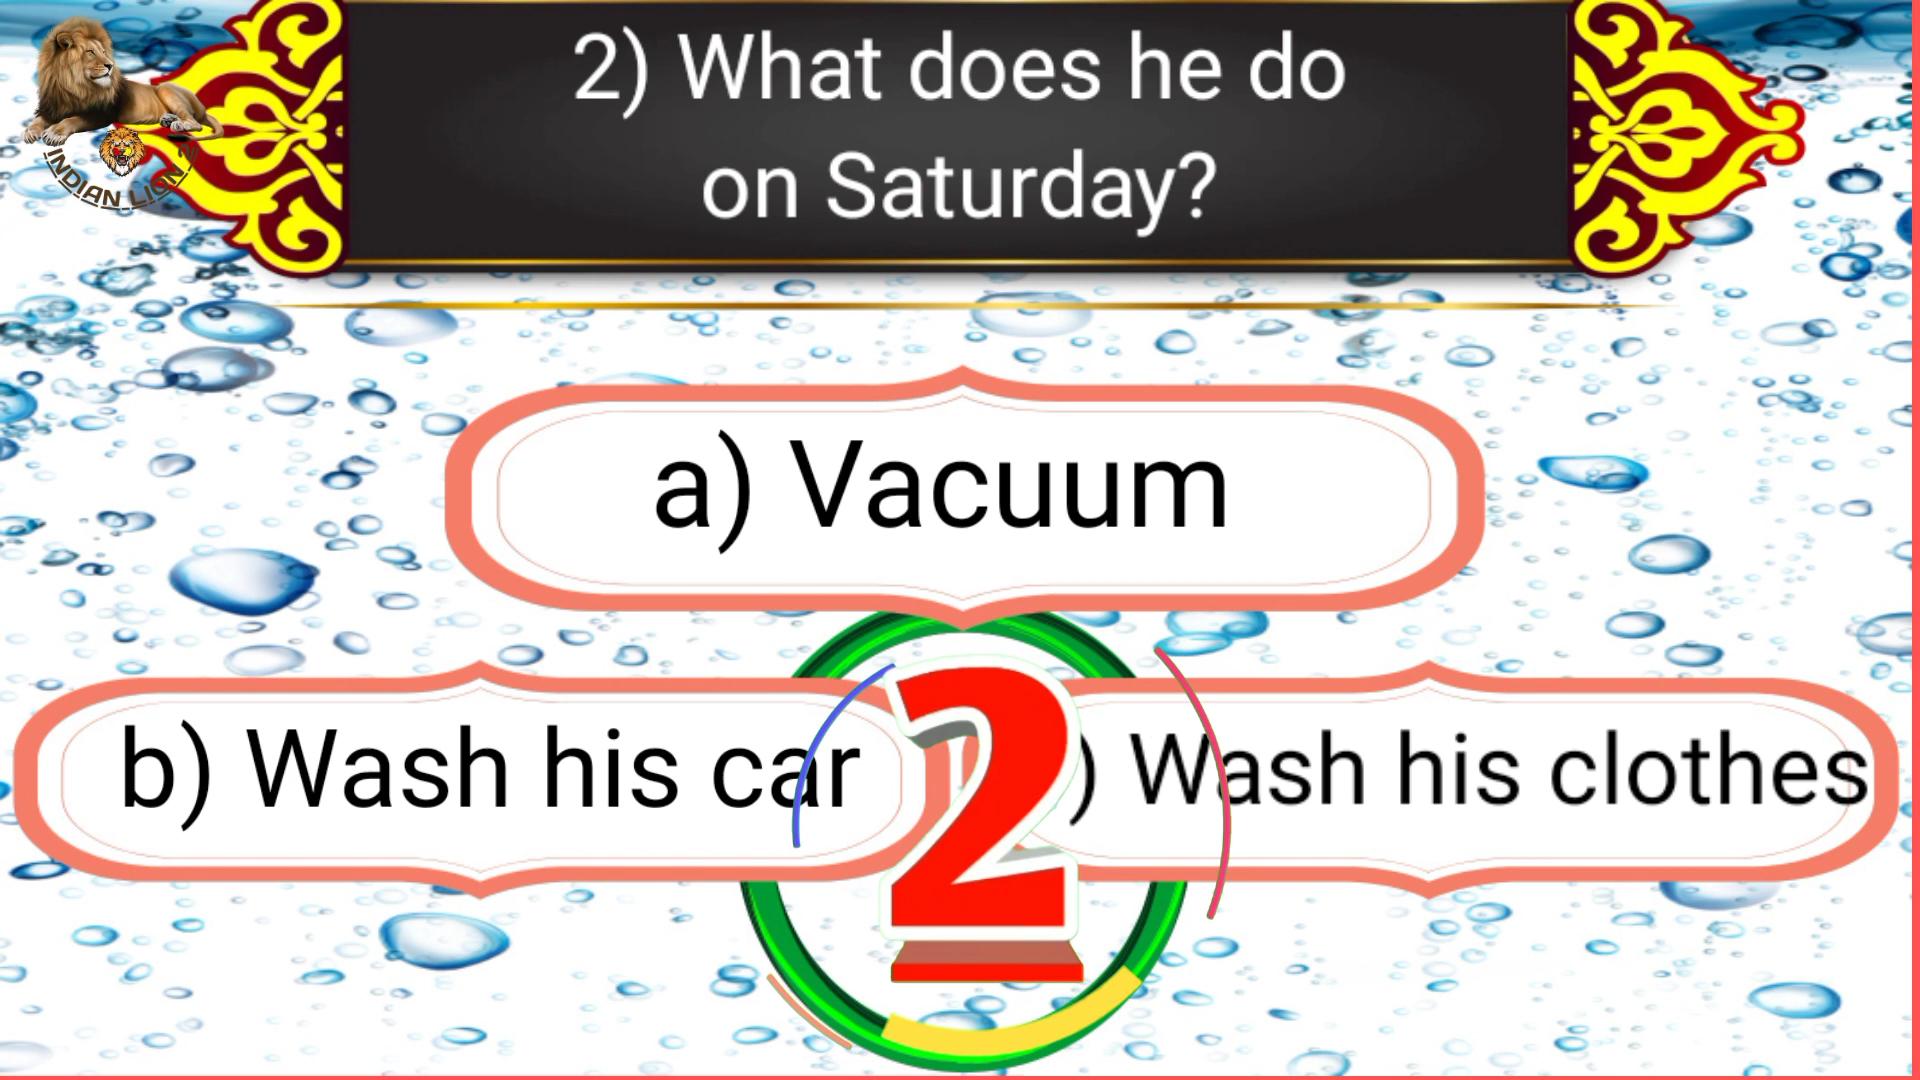 2) What does he do
on Saturday?
INDIAN LION
a) Vacuum
b) Wash his car
) Wash his clothes
2